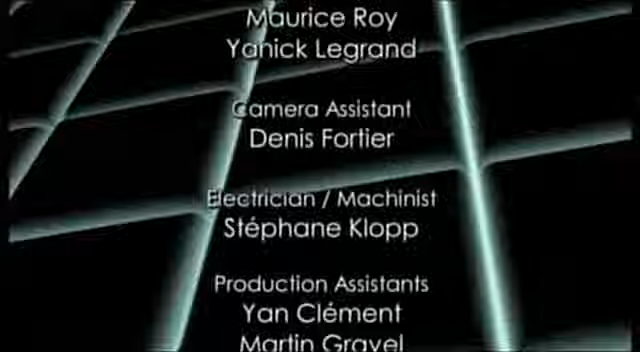 Maurice Roy
Yanick Legrand
Camera Assistant
Denis Fortier
Electrician / Machinist
Stéphane Klopp
Production Assistants
Yan Clément
Martin Gravel